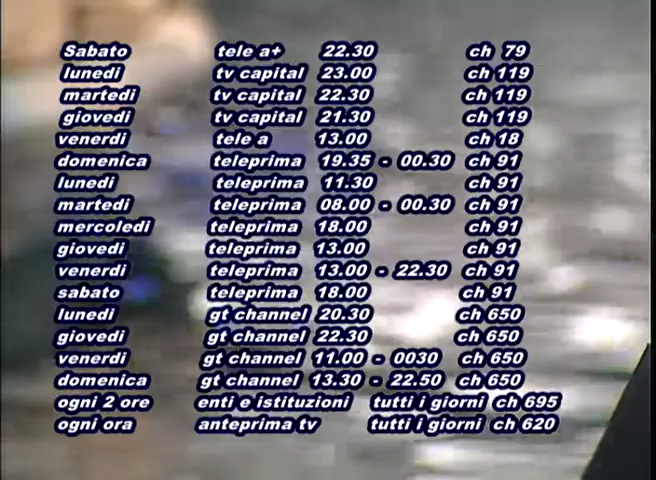 Sabato tele a+ 22.30 ch 79
lunedi tv capital 23.00 ch 119
martedi tv capital 22.30 ch 119
giovedi tv capital 21.30 ch 119
venerdi tele a 13.00 ch 18
domenica teleprima 19.35 - 00.30 ch 91
lunedi teleprima 11.30 ch 91
martedi teleprima 08.00 - 00.30 ch 91
mercoledi teleprima 18.00 ch 91
giovedi teleprima 13.00 ch 91
venerdi teleprima 13.00 - 22.30 ch 91
sabato teleprima 18.00 ch 91
lunedi gt channel 20.30 ch 650
giovedi gt channel 22.30 ch 650
venerdi gt channel 11.00 - 0030 ch 650
domenica gt channel 13.30 - 22.50 ch 650
ogni 2 ore enti e istituzioni tutti i giorni ch 695
ogni ora anteprima tv tutti i giorni ch 620